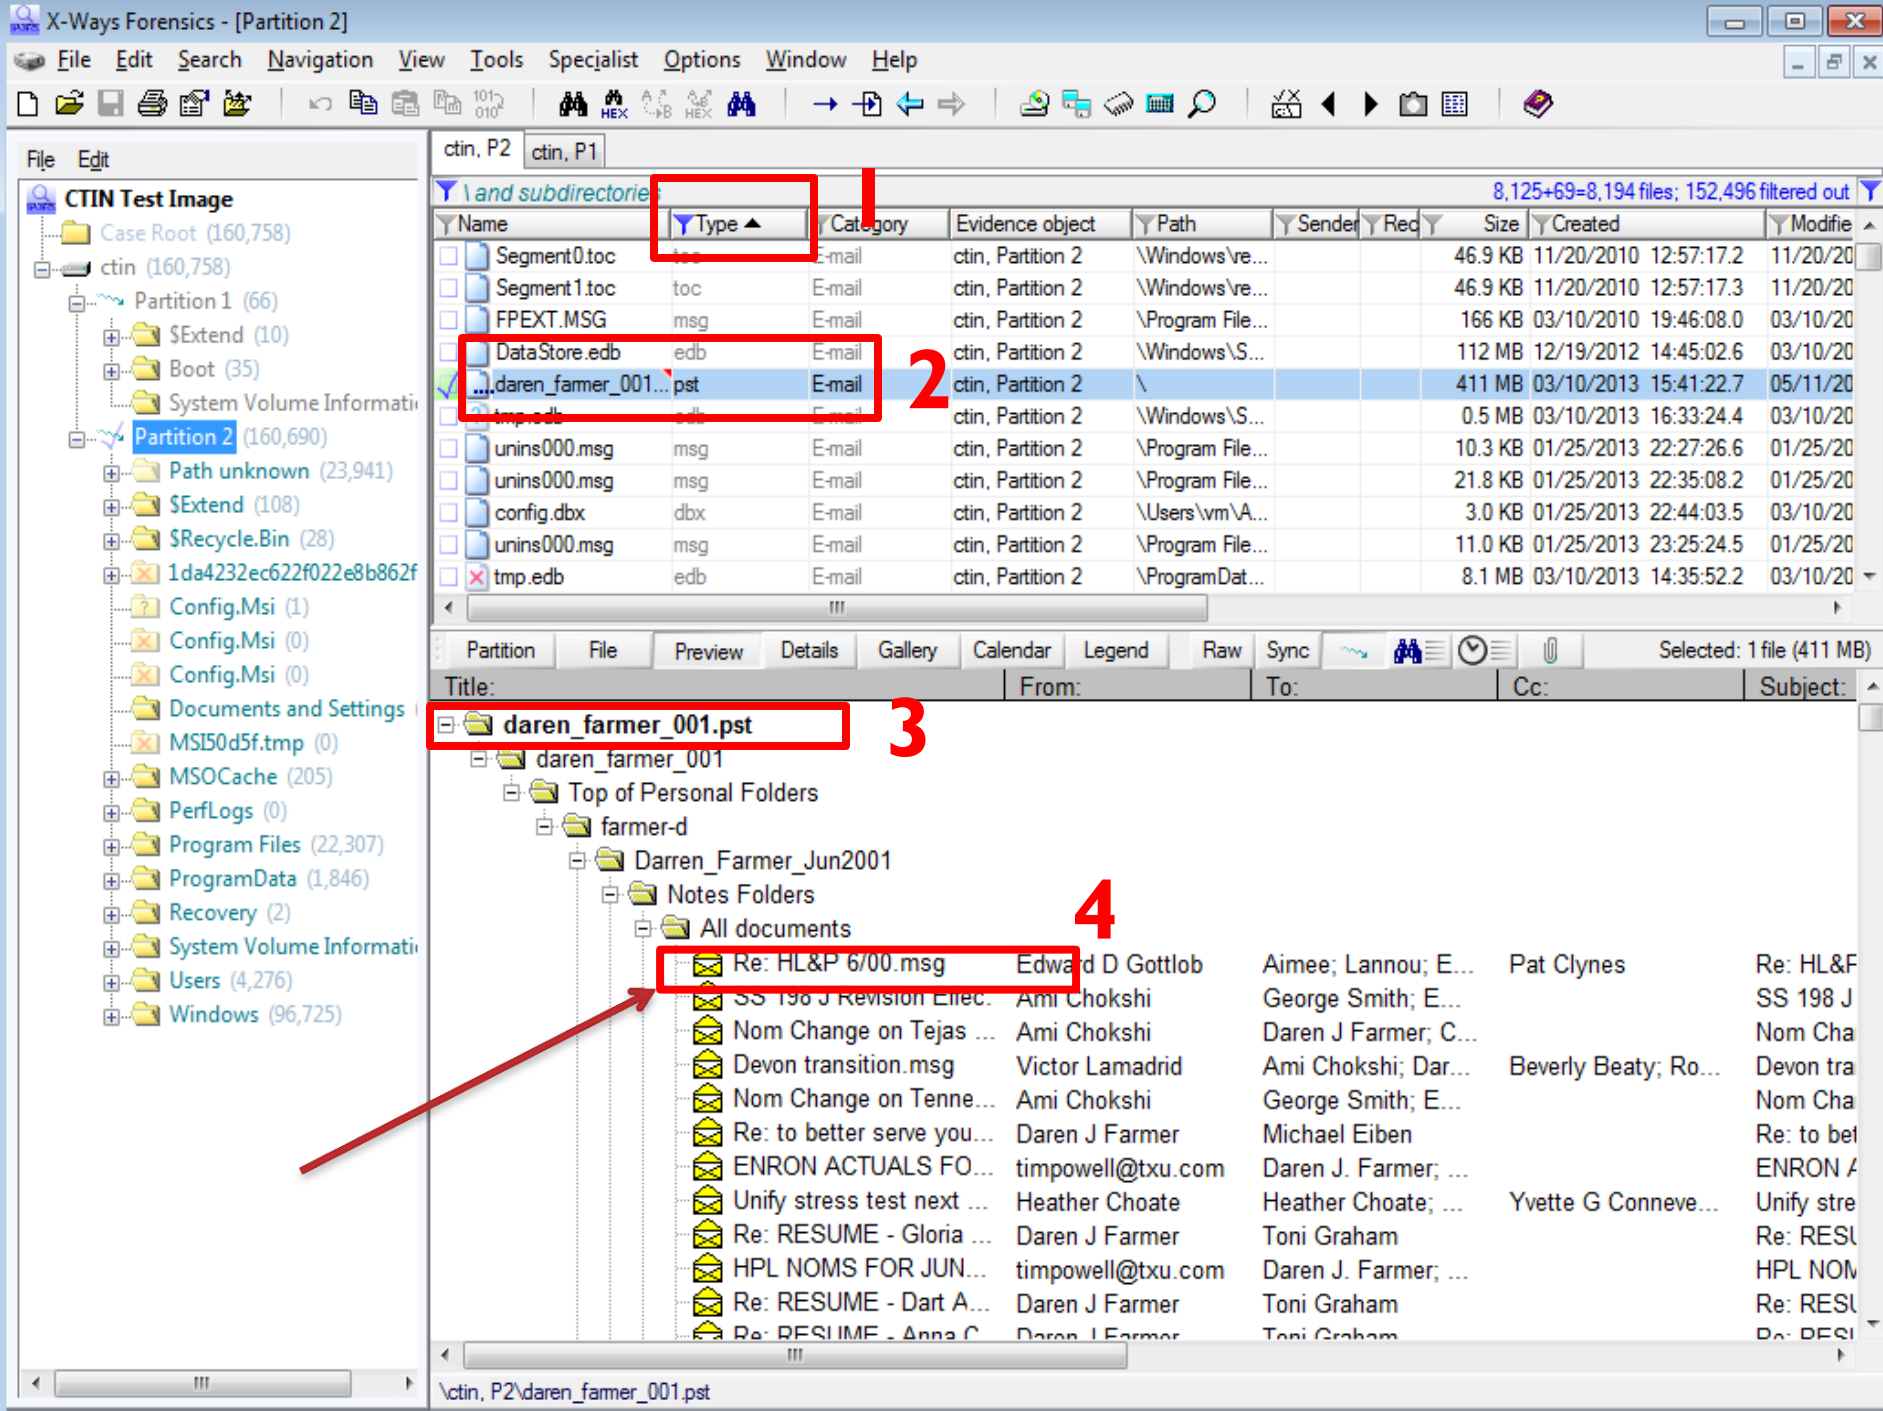 X-Ways Forensics - [Partition 2]
File Edit Search Navigation View Tools Specialist Options Window Help
File Edit
CTIN Test Image
Case Root (160,758)
ctin (160,758)
Partition 1 (66)
$Extend (10)
Boot (35)
System Volume Informati
Partition 2 (160,690)
Path unknown (23,941)
$Extend (108)
$Recycle.Bin (28)
1da4232ec622f022e8b862f
Config.Msi (1)
Config.Msi (0)
Config.Msi (0)
Documents and Settings
MSI50d5f.tmp (0)
MSOCache (205)
PerfLogs (0)
Program Files (22,307)
ProgramData (1,846)
Recovery (2)
System Volume Informati
Users (4,276)
Windows (96,725)
ctin, P2 ctin, P1
\ and subdirectories 1 8,125+69=8,194 files; 152,496 filtered out
Name Type Category Evidence object Path Sender Rec Size Created Modifie
Segment0.toc toc E-mail ctin, Partition 2 \Windows\re... 46.9 KB 11/20/2010 12:57:17.2 11/20/20
Segment1.toc toc E-mail ctin, Partition 2 \Windows\re... 46.9 KB 11/20/2010 12:57:17.3 11/20/20
FPEXT.MSG msg E-mail ctin, Partition 2 \Program File... 166 KB 03/10/2010 19:46:08.0 03/10/20
DataStore.edb edb E-mail ctin, Partition 2 \Windows\S... 112 MB 12/19/2012 14:45:02.6 03/10/20
daren_farmer_001... pst E-mail ctin, Partition 2 \ 411 MB 03/10/2013 15:41:22.7 05/11/20
2
tmp.edb edb E-mail ctin, Partition 2 \Windows\S... 0.5 MB 03/10/2013 16:33:24.4 03/10/20
unins000.msg msg E-mail ctin, Partition 2 \Program File... 10.3 KB 01/25/2013 22:27:26.6 01/25/20
unins000.msg msg E-mail ctin, Partition 2 \Program File... 21.8 KB 01/25/2013 22:35:08.2 01/25/20
config.dbx dbx E-mail ctin, Partition 2 \Users\vm\A... 3.0 KB 01/25/2013 22:44:03.5 03/10/20
unins000.msg msg E-mail ctin, Partition 2 \Program File... 11.0 KB 01/25/2013 23:25:24.5 01/25/20
tmp.edb edb E-mail ctin, Partition 2 \ProgramDat... 8.1 MB 03/10/2013 14:35:52.2 03/10/20
Partition File Preview Details Gallery Calendar Legend Raw Sync Selected: 1 file (411 MB)
Title: From: To: Cc: Subject:
daren_farmer_001.pst 3
daren_farmer_001
Top of Personal Folders
farmer-d
Darren_Farmer_Jun2001
Notes Folders
All documents 4
Re: HL&P 6/00.msg Edward D Gottlob Aimee; Lannou; E... Pat Clynes Re: HL&P
SS 198 J Revision Effec. Ami Chokshi George Smith; E... SS 198 J
Nom Change on Tejas ... Ami Chokshi Daren J Farmer; C... Nom Cha
Devon transition.msg Victor Lamadrid Ami Chokshi; Dar... Beverly Beaty; Ro... Devon tra
Nom Change on Tenne... Ami Chokshi George Smith; E... Nom Cha
Re: to better serve you... Daren J Farmer Michael Eiben Re: to bet
ENRON ACTUALS FO... timpowell@txu.com Daren J. Farmer; ... ENRON A
Unify stress test next ... Heather Choate Heather Choate; ... Yvette G Conneve... Unify stre
Re: RESUME - Gloria ... Daren J Farmer Toni Graham Re: RESU
HPL NOMS FOR JUN... timpowell@txu.com Daren J. Farmer; ... HPL NOM
Re: RESUME - Dart A... Daren J Farmer Toni Graham Re: RESU
Re: RESUME - Anna C Daren J Farmer Toni Graham Re: RESU
\ctin, P2\daren_farmer_001.pst